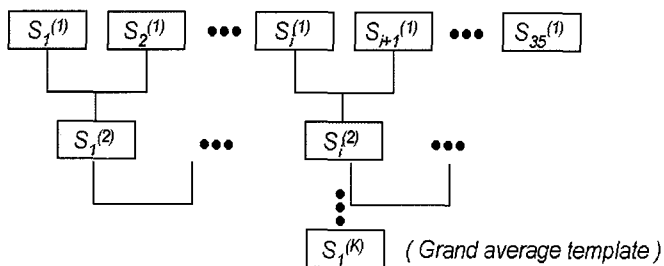 S₁⁽¹⁾ S₂⁽¹⁾ ••• Sᵢ⁽¹⁾ Sᵢ₊₁⁽¹⁾ ••• S₃₅⁽¹⁾
S₁⁽²⁾ ••• Sᵢ⁽²⁾ •••
S₁⁽ᴷ⁾ ( Grand average template )